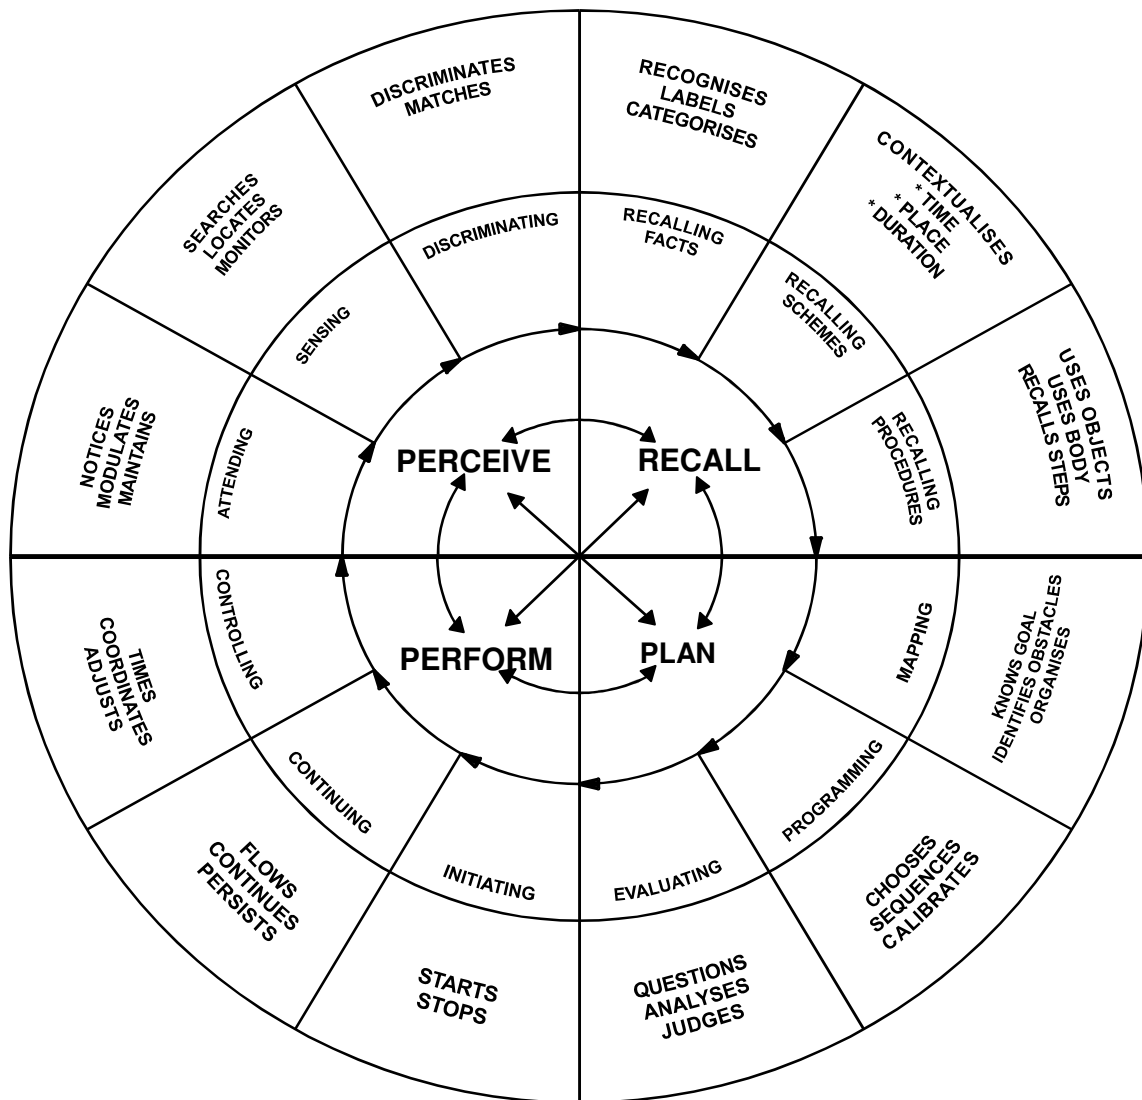 DISCRIMINATES
MATCHES
RECOGNISES
LABELS
CATEGORISES
CONTEXTUALISES
* TIME
* PLACE
* DURATION
SEARCHES
LOCATES
MONITORS
DISCRIMINATING
RECALLING
FACTS
RECALLING
SCHEMES
SENSING
USES OBJECTS
USES BODY
RECALLS STEPS
NOTICES
MODULATES
MAINTAINS
ATTENDING
RECALLING
PROCEDURES
PERCEIVE
RECALL
PERFORM
PLAN
CONTROLLING
MAPPING
TIMES
COORDINATES
ADJUSTS
KNOWS GOAL
IDENTIFIES OBSTACLES
ORGANISES
CONTINUING
PROGRAMMING
INITIATING
EVALUATING
FLOWS
CONTINUES
PERSISTS
CHOOSES
SEQUENCES
CALIBRATES
STARTS
STOPS
QUESTIONS
ANALYSES
JUDGES